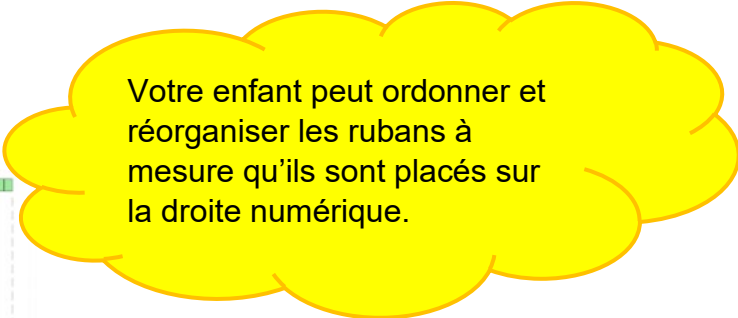 Votre enfant peut ordonner et
réorganiser les rubans à
mesure qu’ils sont placés sur
la droite numérique.